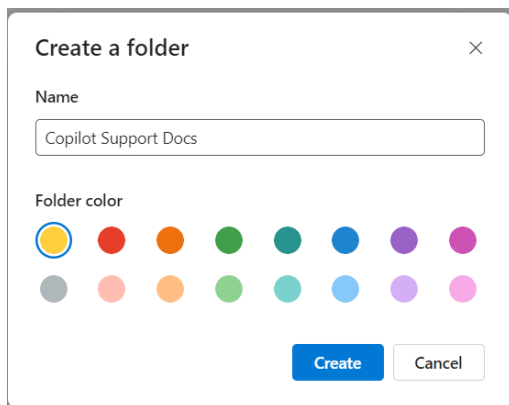 Create a folder
Name
Copilot Support Docs
Folder color
Create Cancel